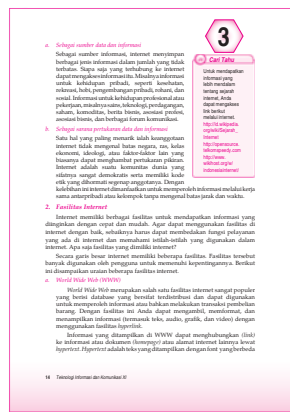 3
a. Sebagai sumber data dan informasi
Sebagai sumber informasi, internet menyimpan
berbagai jenis informasi dalam jumlah yang tidak
terbatas. Siapa saja yang terhubung ke internet
dapat mengakses informasi itu. Misalnya informasi
untuk kehidupan pribadi, seperti kesehatan,
rekreasi, hobi, pengembangan pribadi, rohani, dan
sosial. Informasi untuk kehidupan profesional atau
pekerjaan, misalnya sains, teknologi, perdagangan,
saham, komoditas, berita bisnis, asosiasi profesi,
asosiasi bisnis, dan berbagai forum komunikasi.
b. Sebagai sarana pertukaran data dan informasi
Satu hal yang paling menarik ialah keanggotaan
internet tidak mengenal batas negara, ras, kelas
ekonomi, ideologi, atau faktor-faktor lain yang
biasanya dapat menghambat pertukaran pikiran.
Internet adalah suatu komunitas dunia yang
sifatnya sangat demokratis serta memiliki kode
etik yang dihormati segenap anggotanya. Dengan
kelebihan ini internet dimanfaatkan untuk memperoleh informasi melalui kerja
sama antarpribadi atau kelompok tanpa mengenal batas jarak dan waktu.
Cari Tahu
Untuk mendapatkan
informasi yang
lebih mendalam
tentang sejarah
internet, Anda
dapat mengakses
link berikut
melalui internet.
http://id.wikipedia.
org/wiki/Sejarah_
Internet
http://opensource.
telkomspeedy.com
http://www.
wikihost.org/w/
indonesiainternet/
2. Fasilitas Internet
Internet memiliki berbagai fasilitas untuk mendapatkan informasi yang
diinginkan dengan cepat dan mudah. Agar dapat menggunakan fasilitas di
internet dengan baik, sebaiknya harus dapat membedakan fungsi pelayanan
yang ada di internet dan memahami istilah-istilah yang digunakan dalam
internet. Apa saja fasilitas yang dimiliki internet?
Secara garis besar internet memiliki beberapa fasilitas. Fasilitas tersebut
banyak digunakan oleh pengguna untuk memenuhi kepentingannya. Berikut
ini disampaikan uraian beberapa fasilitas internet.
a. World Wide Web (WWW)
World Wide Web merupakan salah satu fasilitas internet sangat populer
yang berisi database yang bersifat terdistribusi dan dapat digunakan
untuk memperoleh informasi atau bahkan melakukan transaksi pembelian
barang. Dengan fasilitas ini Anda dapat mengambil, memformat, dan
menampilkan informasi (termasuk teks, audio, grafik, dan video) dengan
menggunakan fasilitas hyperlink.
Informasi yang ditampilkan di WWW dapat menghubungkan (link)
ke informasi atau dokumen (homepage) atau alamat internet lainnya lewat
hypertext. Hypertext adalah teks yang ditampilkan dengan font yang berbeda
18 Teknologi Informasi dan Komunikasi XI